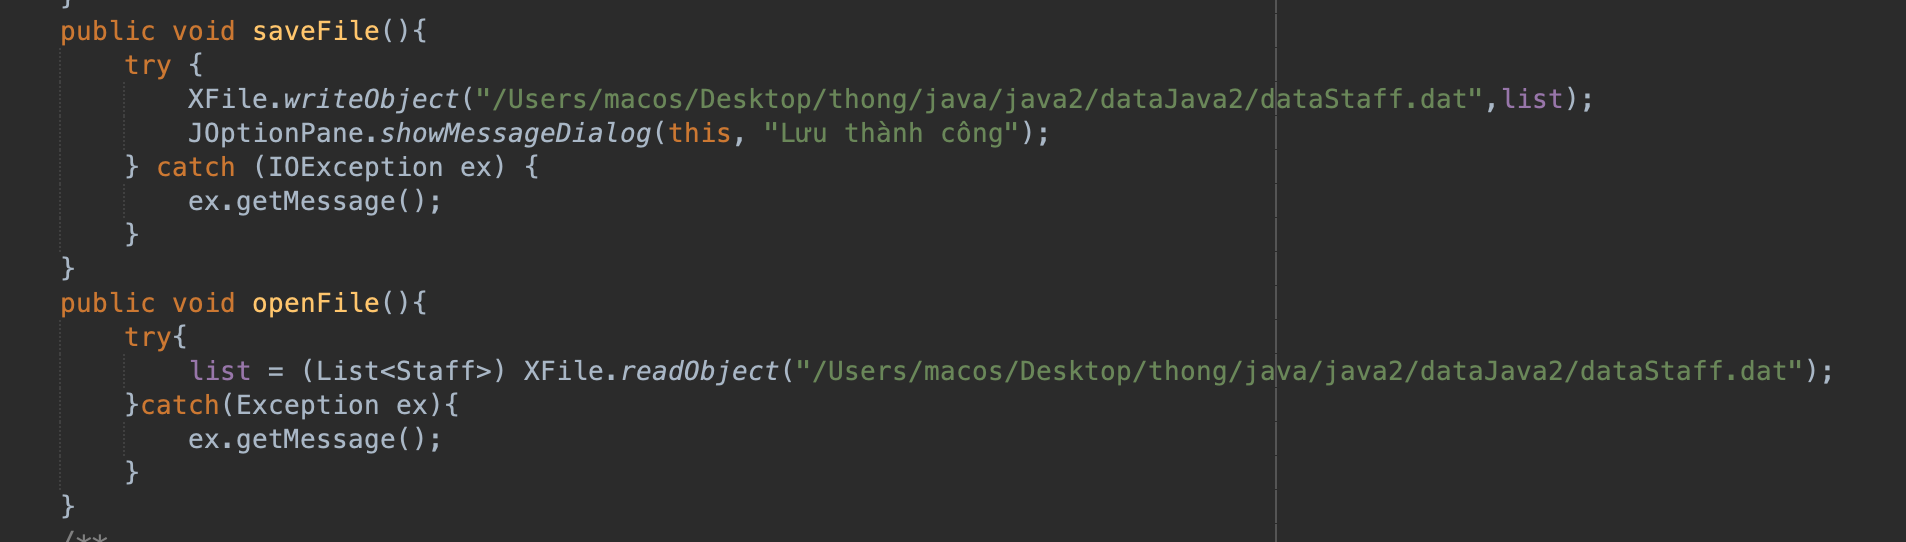 }
public void saveFile(){
try {
XFile.writeObject("/Users/macos/Desktop/thong/java/java2/dataJava2/dataStaff.dat",list);
JOptionPane.showMessageDialog(this, "Lưu thành công");
} catch (IOException ex) {
ex.getMessage();
}
}
public void openFile(){
try{
list = (List<Staff>) XFile.readObject("/Users/macos/Desktop/thong/java/java2/dataJava2/dataStaff.dat");
}catch(Exception ex){
ex.getMessage();
}
}
/**